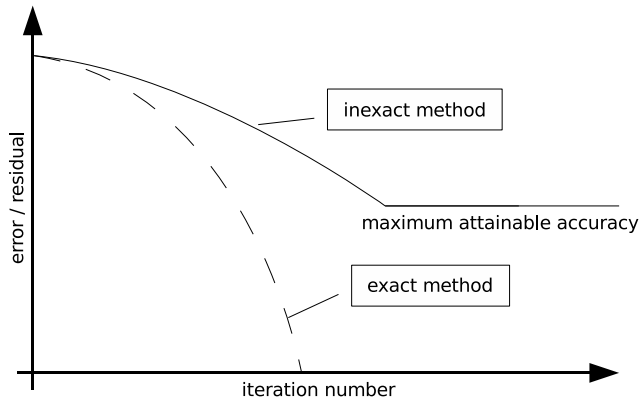 inexact method
error / residual
maximum attainable accuracy
exact method
iteration number